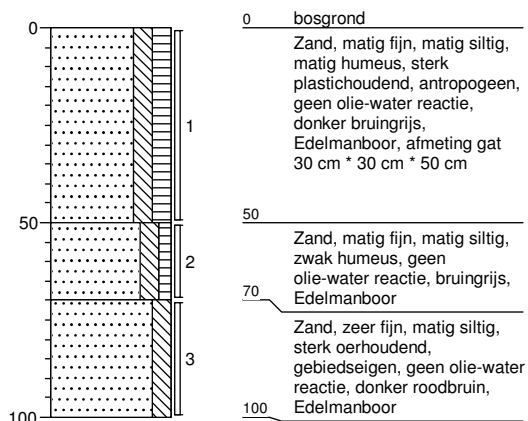 0
50
100
1
2
3
0 bosgrond
Zand, matig fijn, matig siltig,
matig humeus, sterk
plastichoudend, antropogeen,
geen olie-water reactie,
donker bruingrijs,
Edelmanboor, afmeting gat
30 cm * 30 cm * 50 cm
50
Zand, matig fijn, matig siltig,
zwak humeus, geen
olie-water reactie, bruingrijs,
Edelmanboor
70
Zand, zeer fijn, matig siltig,
sterk oerhoudend,
gebiedseigen, geen olie-water
reactie, donker roodbruin,
Edelmanboor
100